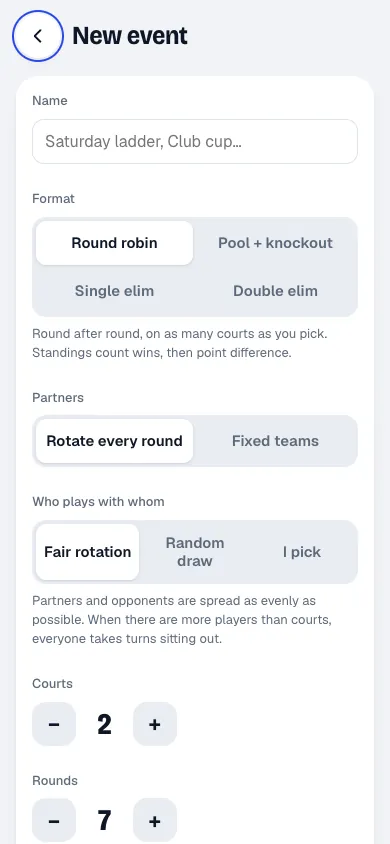 New event
Name
Saturday ladder, Club cup...
Format
Round robin
Pool + knockout
Single elim
Double elim
Round after round, on as many courts as you pick.
Standings count wins, then point difference.
Partners
Rotate every round
Fixed teams
Who plays with whom
Fair rotation
Random
draw
I pick
Partners and opponents are spread as evenly as
possible. When there are more players than courts,
everyone takes turns sitting out.
Courts
− 2 +
Rounds
− 7 +